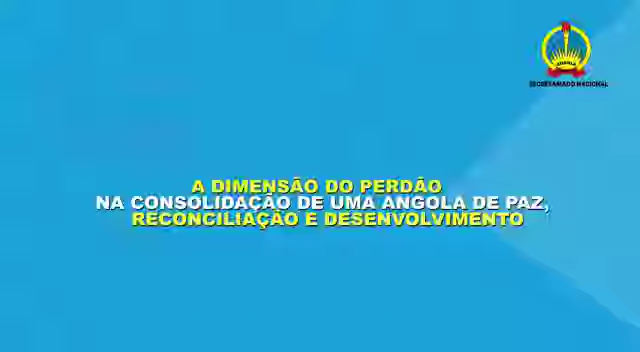 SECRETARIADO NACIONAL
A DIMENSÃO DO PERDÃO
NA CONSOLIDAÇÃO DE UMA ANGOLA DE PAZ,
RECONCILIAÇÃO E DESENVOLVIMENTO